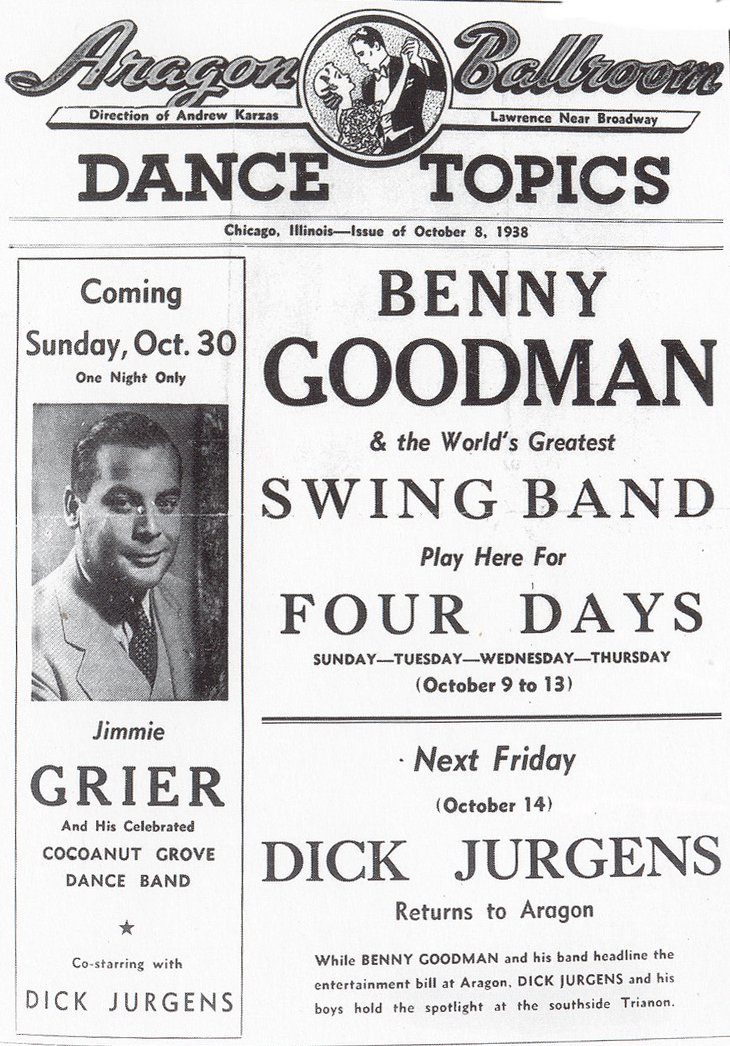 Aragon Ballroom
Direction of Andrew Karzas
Lawrence Near Broadway
DANCE TOPICS
Chicago, Illinois—Issue of October 8, 1938
Coming
Sunday, Oct. 30
One Night Only
Jimmie
GRIER
And His Celebrated
COCOANUT GROVE
DANCE BAND
Co-starring with
DICK JURGENS
BENNY
GOODMAN
& the World's Greatest
SWING BAND
Play Here For
FOUR DAYS
SUNDAY—TUESDAY—WEDNESDAY—THURSDAY
(October 9 to 13)
Next Friday
(October 14)
DICK JURGENS
Returns to Aragon
While BENNY GOODMAN and his band headline the
entertainment bill at Aragon, DICK JURGENS and his
boys hold the spotlight at the southside Trianon.